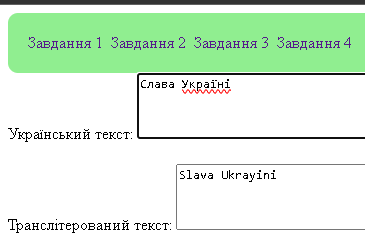 Завдання 1 Завдання 2 Завдання 3 Завдання 4
Слава Україні
Український текст:
Slava Ukrayini
Транслітерований текст: